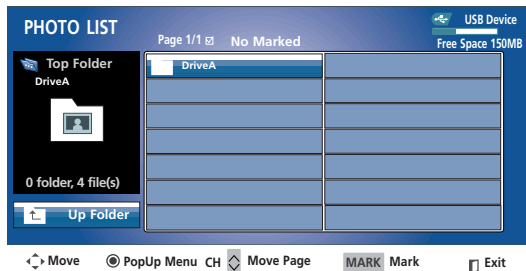 PHOTO LIST
Page 1/1 No Marked
USB Device
Free Space 150MB
Top Folder
DriveA
DriveA
0 folder, 4 file(s)
Up Folder
Move PopUp Menu CH Move Page MARK Mark Exit